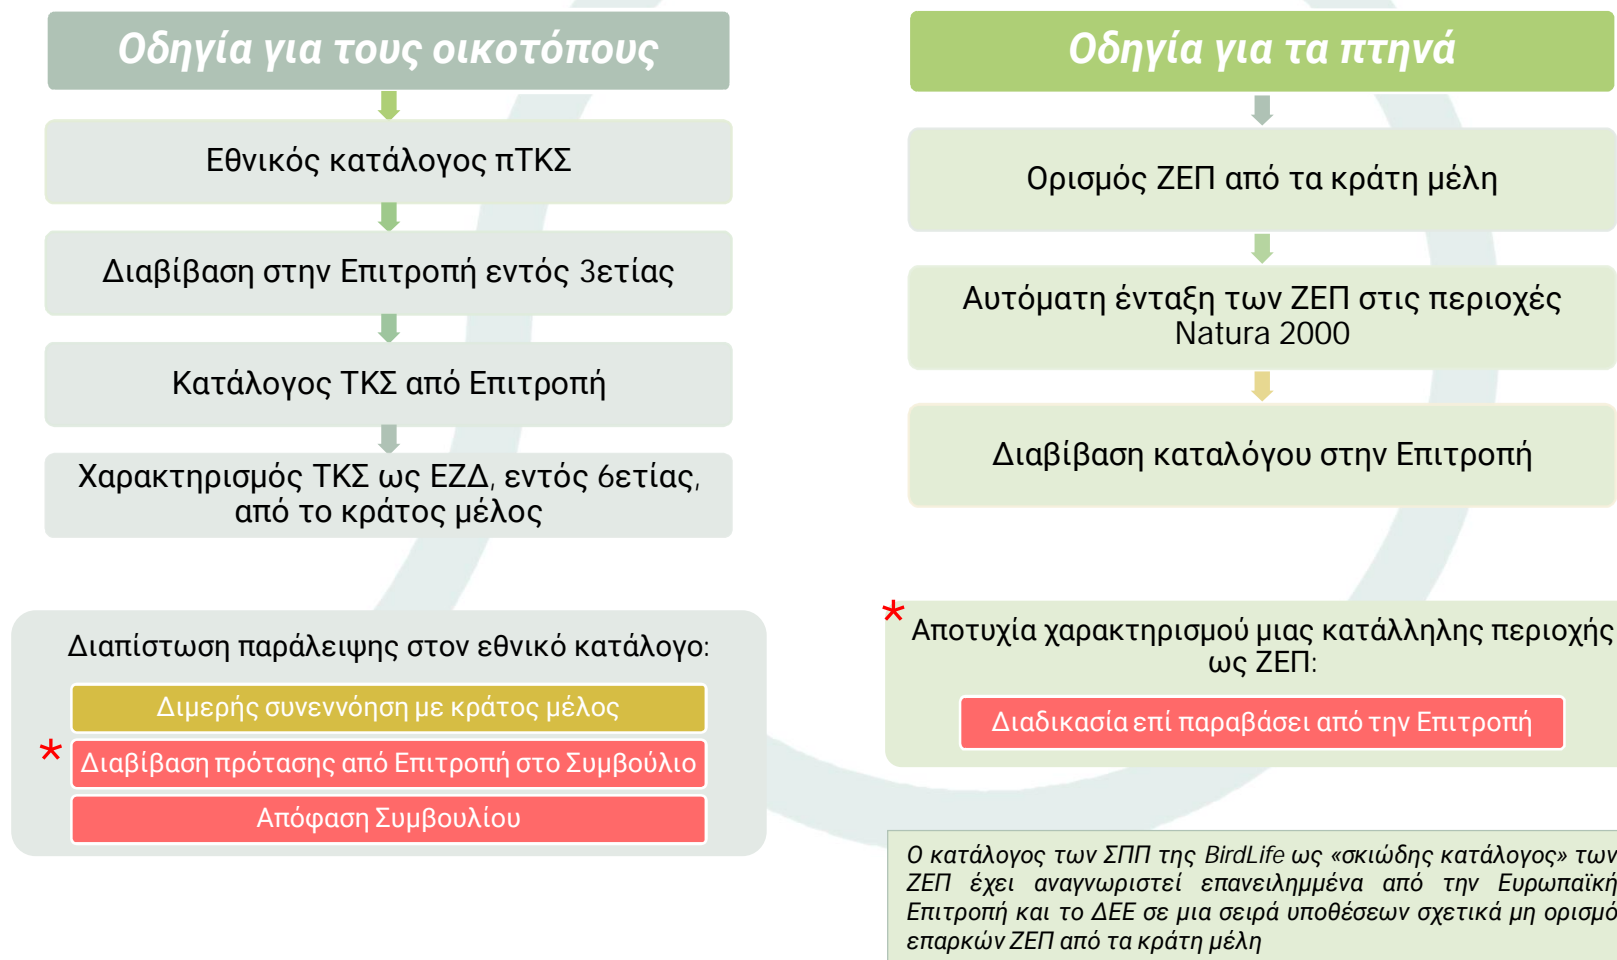 Οδηγία για τους οικοτόπους
Εθνικός κατάλογος πΤΚΣ
Διαβίβαση στην Επιτροπή εντός 3ετίας
Κατάλογος ΤΚΣ από Επιτροπή
Χαρακτηρισμός ΤΚΣ ως ΕΖΔ, εντός 6ετίας,
από το κράτος μέλος
Διαπίστωση παράλειψης στον εθνικό κατάλογο:
Διμερής συνεννόηση με κράτος μέλος
* Διαβίβαση πρότασης από Επιτροπή στο Συμβούλιο
Απόφαση Συμβουλίου
Οδηγία για τα πτηνά
Ορισμός ΖΕΠ από τα κράτη μέλη
Αυτόματη ένταξη των ΖΕΠ στις περιοχές
Natura 2000
Διαβίβαση καταλόγου στην Επιτροπή
* Αποτυχία χαρακτηρισμού μιας κατάλληλης περιοχής
ως ΖΕΠ:
Διαδικασία επί παραβάσει από την Επιτροπή
Ο κατάλογος των ΣΠΠ της BirdLife ως «σκιώδης κατάλογος» των
ΖΕΠ έχει αναγνωριστεί επανειλημμένα από την Ευρωπαϊκή
Επιτροπή και το ΔΕΕ σε μια σειρά υποθέσεων σχετικά μη ορισμό
επαρκών ΖΕΠ από τα κράτη μέλη